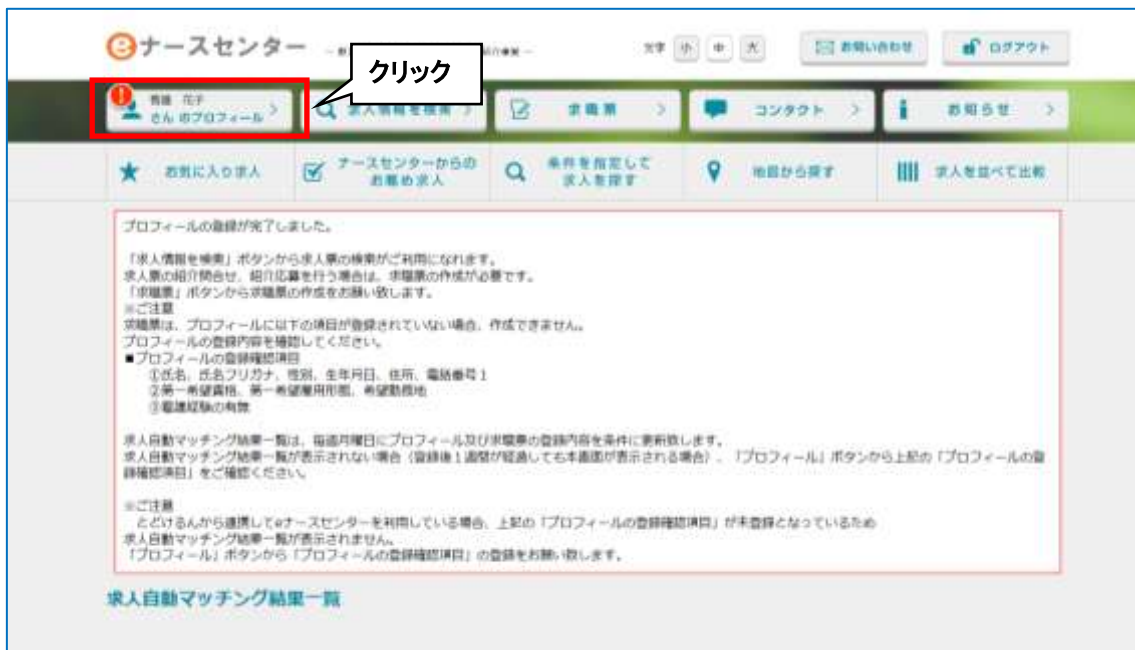 eナースセンター
文字 小 中 大 お問い合わせ ログアウト
クリック
看護 花子
さん のプロフィール
求人情報を検索
求職票
コンタクト
お知らせ
お気に入り求人
ナースセンターからの
お薦め求人
条件を指定して
求人を探す
地図から探す
求人を並べて比較
プロフィールの登録が完了しました。
「求人情報を検索」ボタンから求人票の検索がご利用になれます。
求人票の紹介問合せ、紹介応募を行う場合は、求職票の作成が必要です。
「求職票」ボタンから求職票の作成をお願い致します。
※ご注意
求職票は、プロフィールに以下の項目が登録されていない場合、作成できません。
プロフィールの登録内容を確認してください。
■プロフィールの登録確認項目
①氏名、氏名フリガナ、性別、生年月日、住所、電話番号1
②第一希望資格、第一希望雇用形態、希望勤務地
③看護経験の有無
求人自動マッチング結果一覧は、毎週月曜日にプロフィール及び求職票の登録内容を条件に更新致します。
求人自動マッチング結果一覧が表示されない場合（登録後1週間が経過しても本画面が表示される場合）、「プロフィール」ボタンから上記の「プロフィールの登
録確認項目」をご確認ください。
※ご注意
とどけるんから連携してeナースセンターを利用している場合、上記の「プロフィールの登録確認項目」が未登録となっているため
求人自動マッチング結果一覧が表示されません。
「プロフィール」ボタンから「プロフィールの登録確認項目」の登録をお願い致します。
求人自動マッチング結果一覧